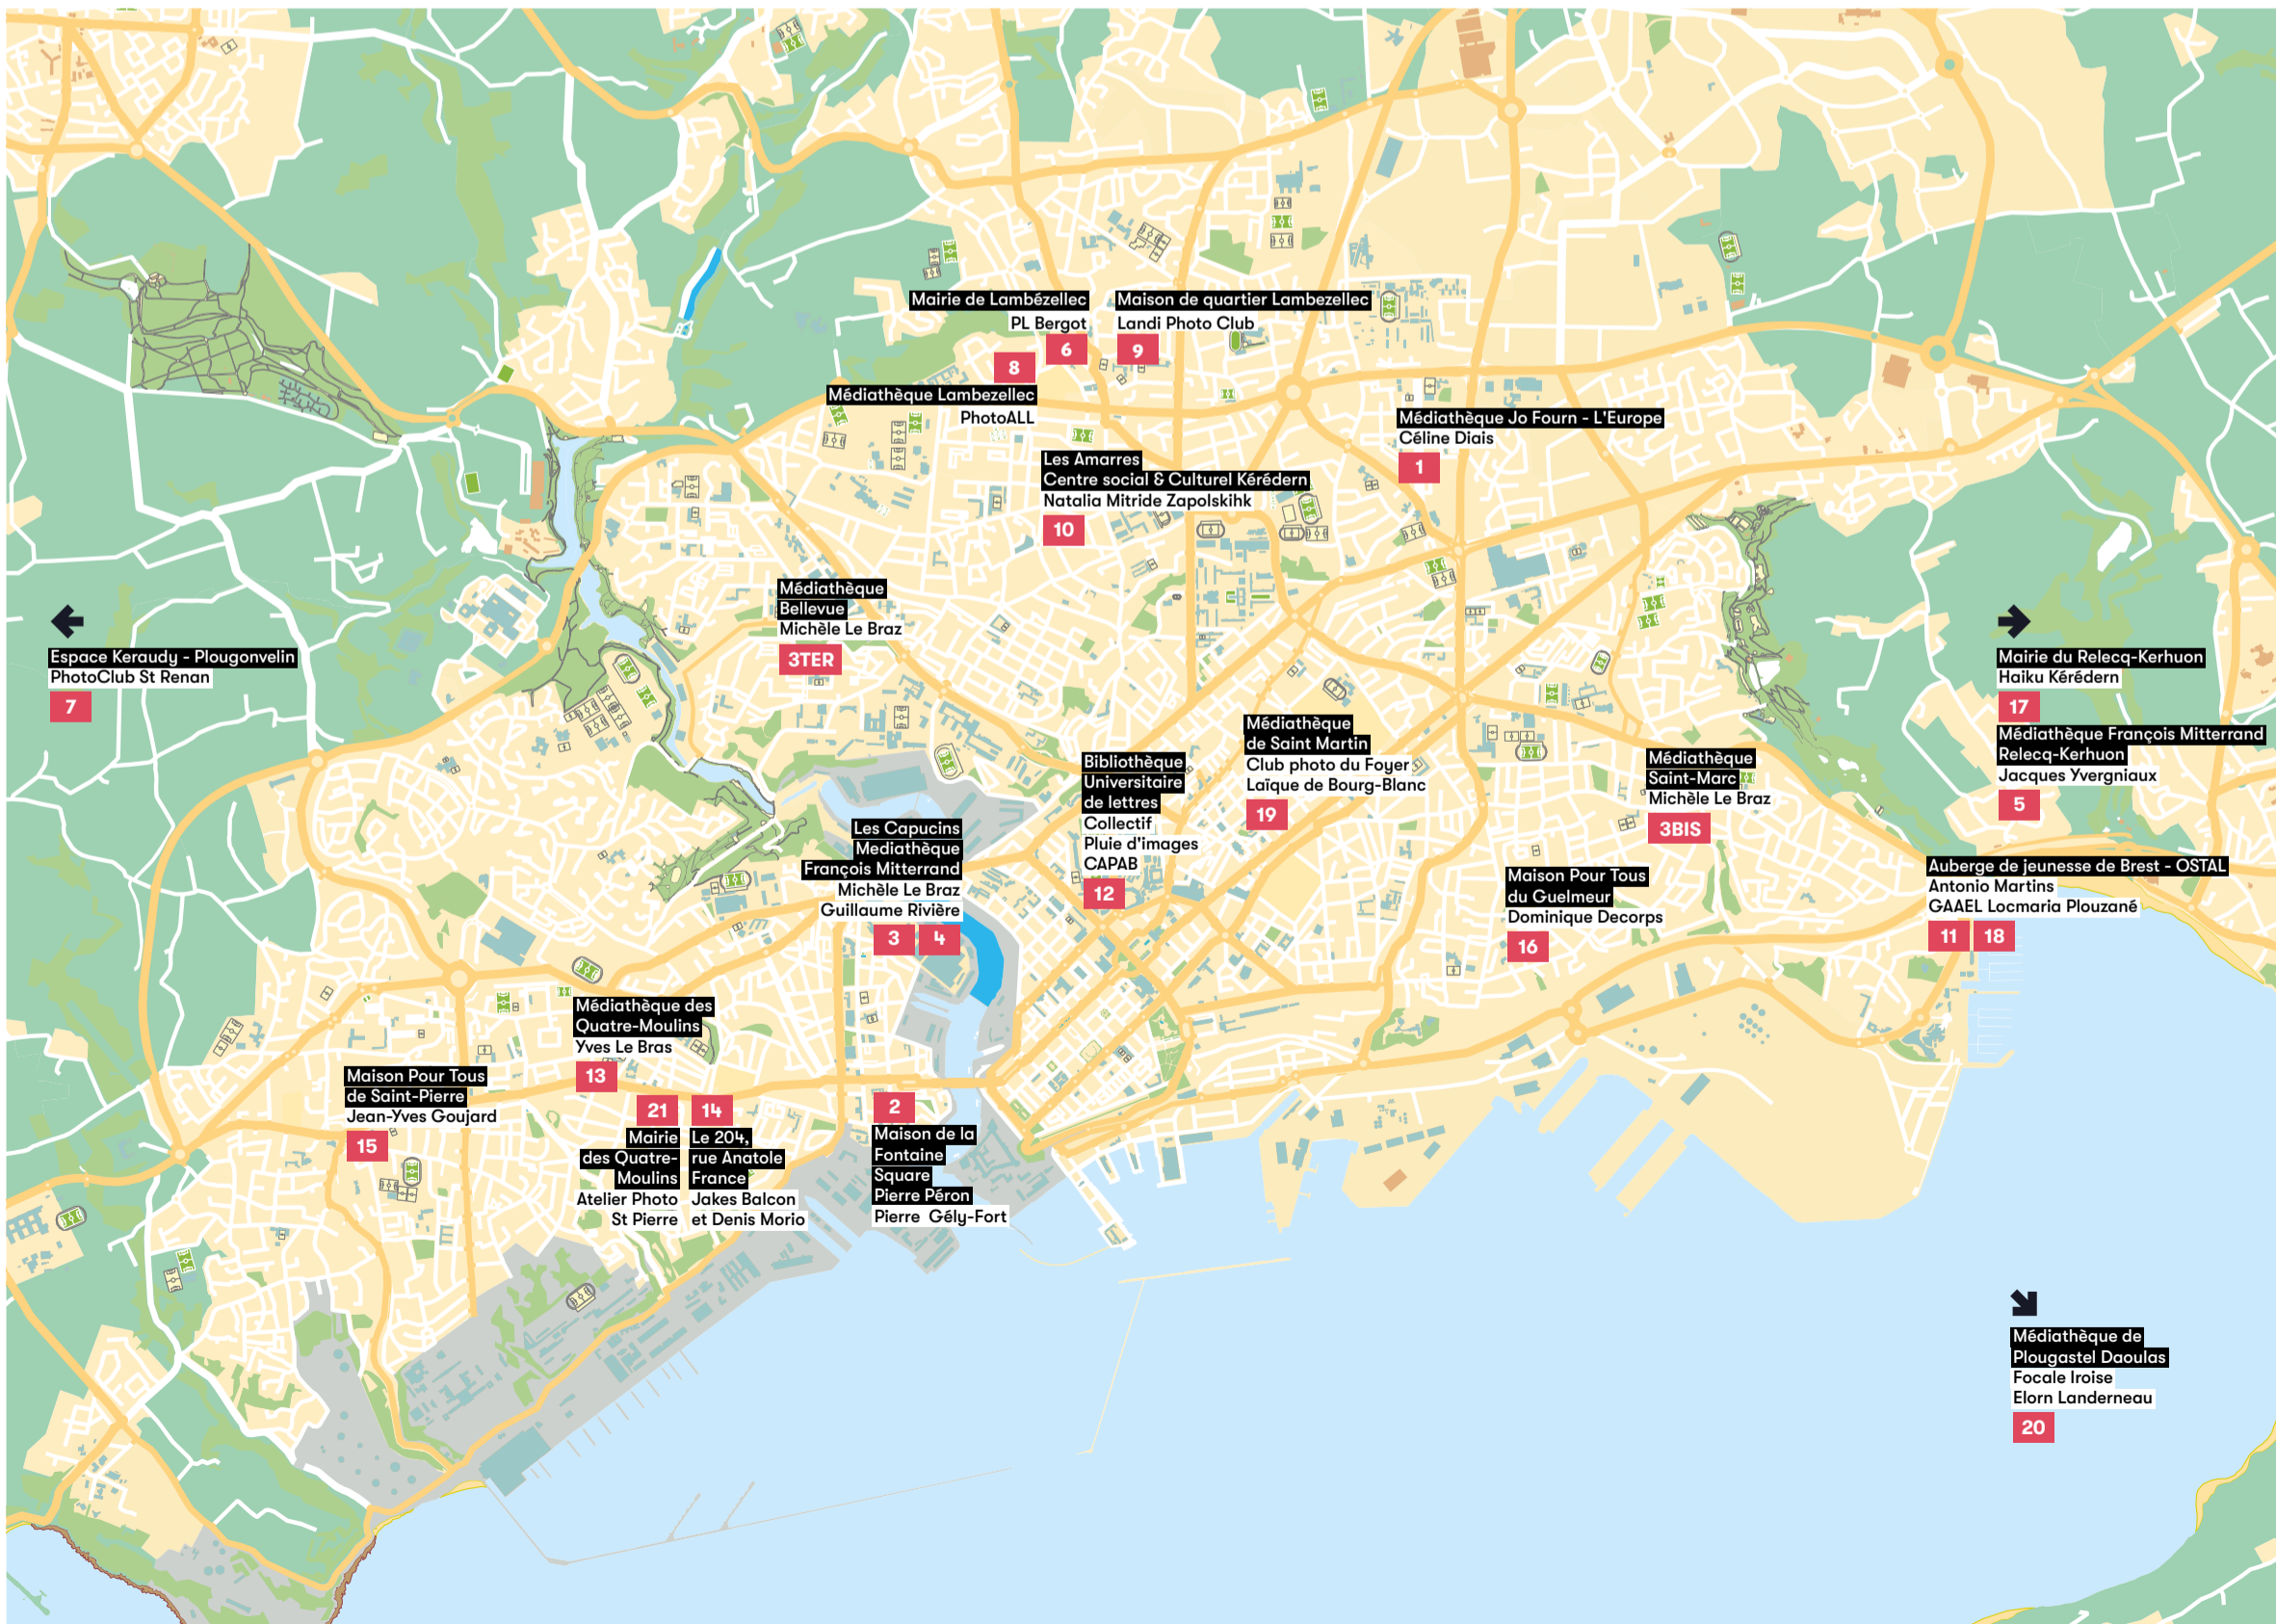 Mairie de Lambézellec
PL Bergot
6
Maison de quartier Lambezellec
Landi Photo Club
9
8
Médiathèque Lambezellec
PhotoALL
Médiathèque Jo Fourn - L'Europe
Céline Diais
1
Les Amarres
Centre social & Culturel Kérédern
Natalia Mitride Zapolskihk
10
Médiathèque
Bellevue
Michèle Le Braz
3TER
Espace Keraudy - Plougonvelin
PhotoClub St Renan
7
Mairie du Relecq-Kerhuon
Haiku Kérédern
17
Médiathèque François Mitterrand
Relecq-Kerhuon
Jacques Yvergniaux
5
Médiathèque
de Saint Martin
Club photo du Foyer
Laïque de Bourg-Blanc
19
Bibliothèque
Universitaire
de lettres
Collectif
Pluie d'images
CAPAB
12
Médiathèque
Saint-Marc
Michèle Le Braz
3BIS
Les Capucins
Mediathèque
François Mitterrand
Michèle Le Braz
Guillaume Rivière
3 4
Maison Pour Tous
du Guelmeur
Dominique Decorps
16
Auberge de jeunesse de Brest - OSTAL
Antonio Martins
GAAEL Locmaria Plouzané
11 18
Médiathèque des
Quatre-Moulins
Yves Le Bras
13
Maison Pour Tous
de Saint-Pierre
Jean-Yves Goujard
15
21
Mairie
des Quatre-
Moulins
Atelier Photo
St Pierre
14
Le 204,
rue Anatole
France
Jakes Balcon
et Denis Morio
2
Maison de la
Fontaine
Square
Pierre Péron
Pierre Gély-Fort
Médiathèque de
Plougastel Daoulas
Focale Iroise
Elorn Landerneau
20